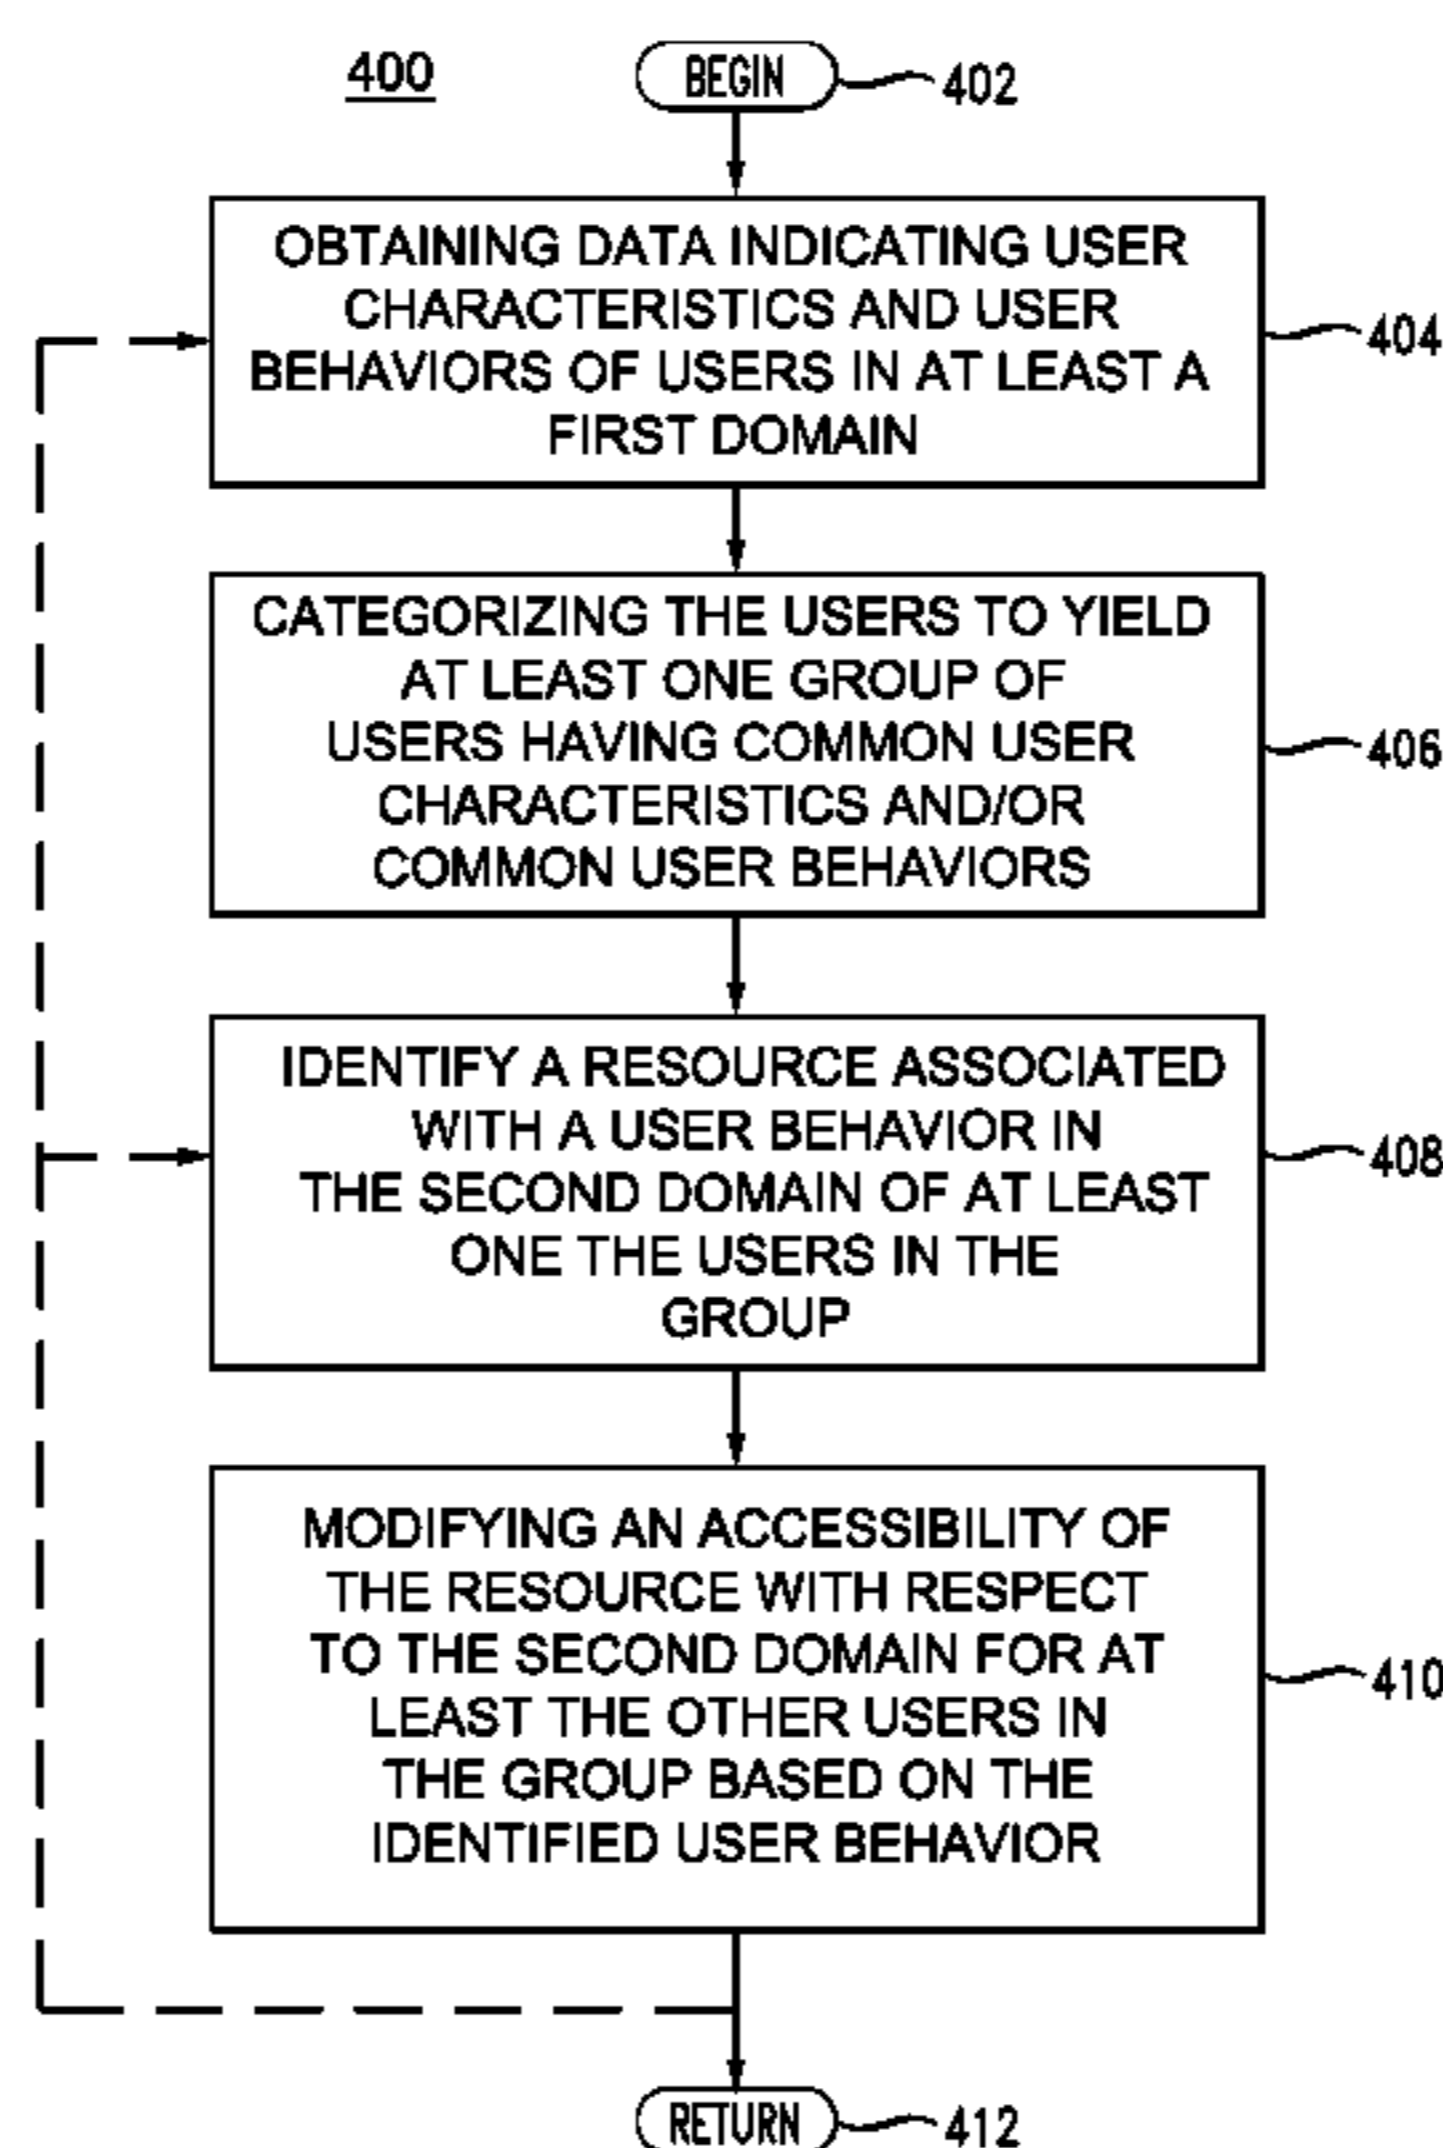 400
BEGIN
402
OBTAINING DATA INDICATING USER
CHARACTERISTICS AND USER
BEHAVIORS OF USERS IN AT LEAST A
FIRST DOMAIN
404
CATEGORIZING THE USERS TO YIELD
AT LEAST ONE GROUP OF
USERS HAVING COMMON USER
CHARACTERISTICS AND/OR
COMMON USER BEHAVIORS
406
IDENTIFY A RESOURCE ASSOCIATED
WITH A USER BEHAVIOR IN
THE SECOND DOMAIN OF AT LEAST
ONE THE USERS IN THE
GROUP
408
MODIFYING AN ACCESSIBILITY OF
THE RESOURCE WITH RESPECT
TO THE SECOND DOMAIN FOR AT
LEAST THE OTHER USERS IN
THE GROUP BASED ON THE
IDENTIFIED USER BEHAVIOR
410
RETURN
412